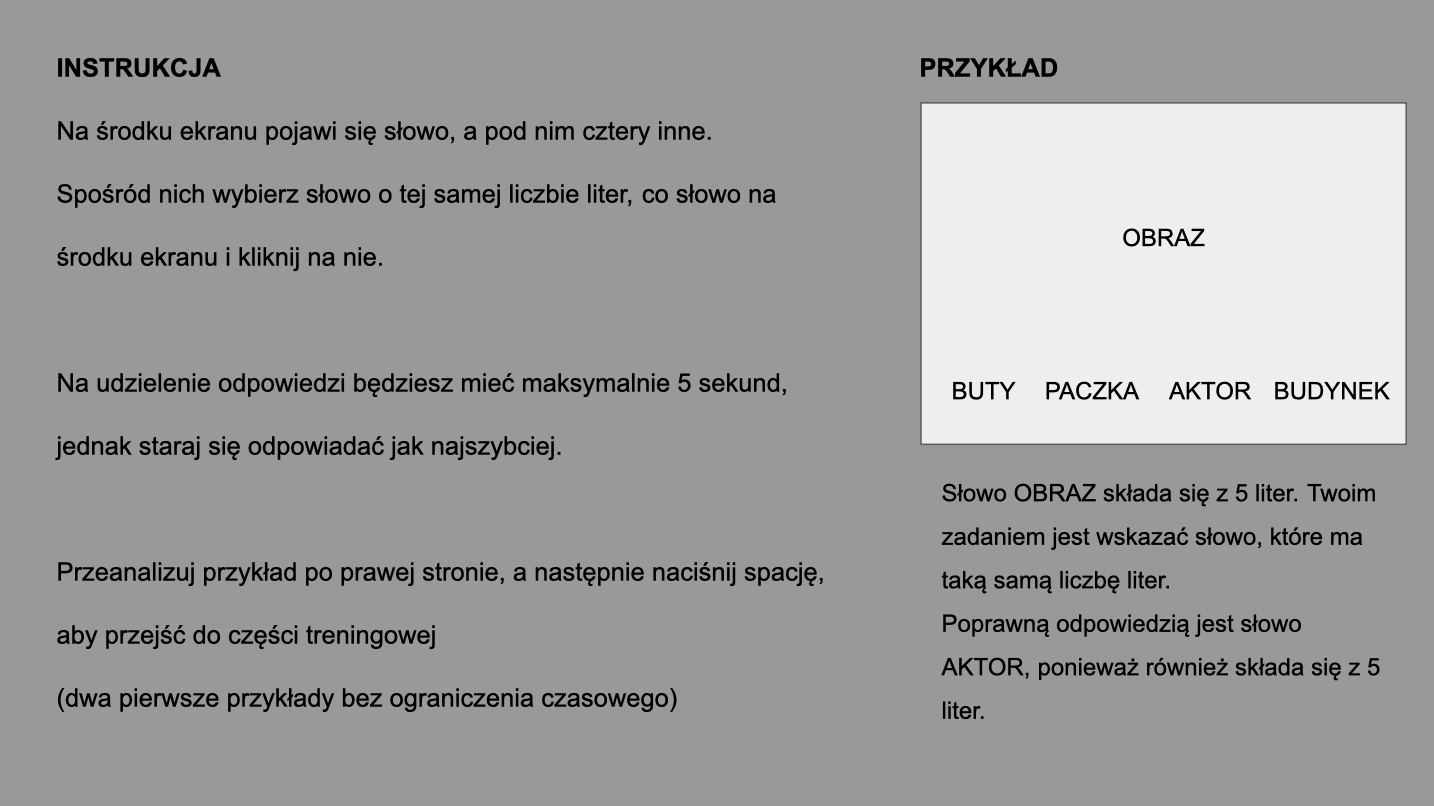 INSTRUKCJA
Na środku ekranu pojawi się słowo, a pod nim cztery inne.
Spośród nich wybierz słowo o tej samej liczbie liter, co słowo na
środku ekranu i kliknij na nie.
Na udzielenie odpowiedzi będziesz mieć maksymalnie 5 sekund,
jednak staraj się odpowiadać jak najszybciej.
Przeanalizuj przykład po prawej stronie, a następnie naciśnij spację,
aby przejść do części treningowej
(dwa pierwsze przykłady bez ograniczenia czasowego)
PRZYKŁAD
OBRAZ
BUTY PACZKA AKTOR BUDYNEK
Słowo OBRAZ składa się z 5 liter. Twoim
zadaniem jest wskazać słowo, które ma
taką samą liczbę liter.
Poprawną odpowiedzią jest słowo
AKTOR, ponieważ również składa się z 5
liter.